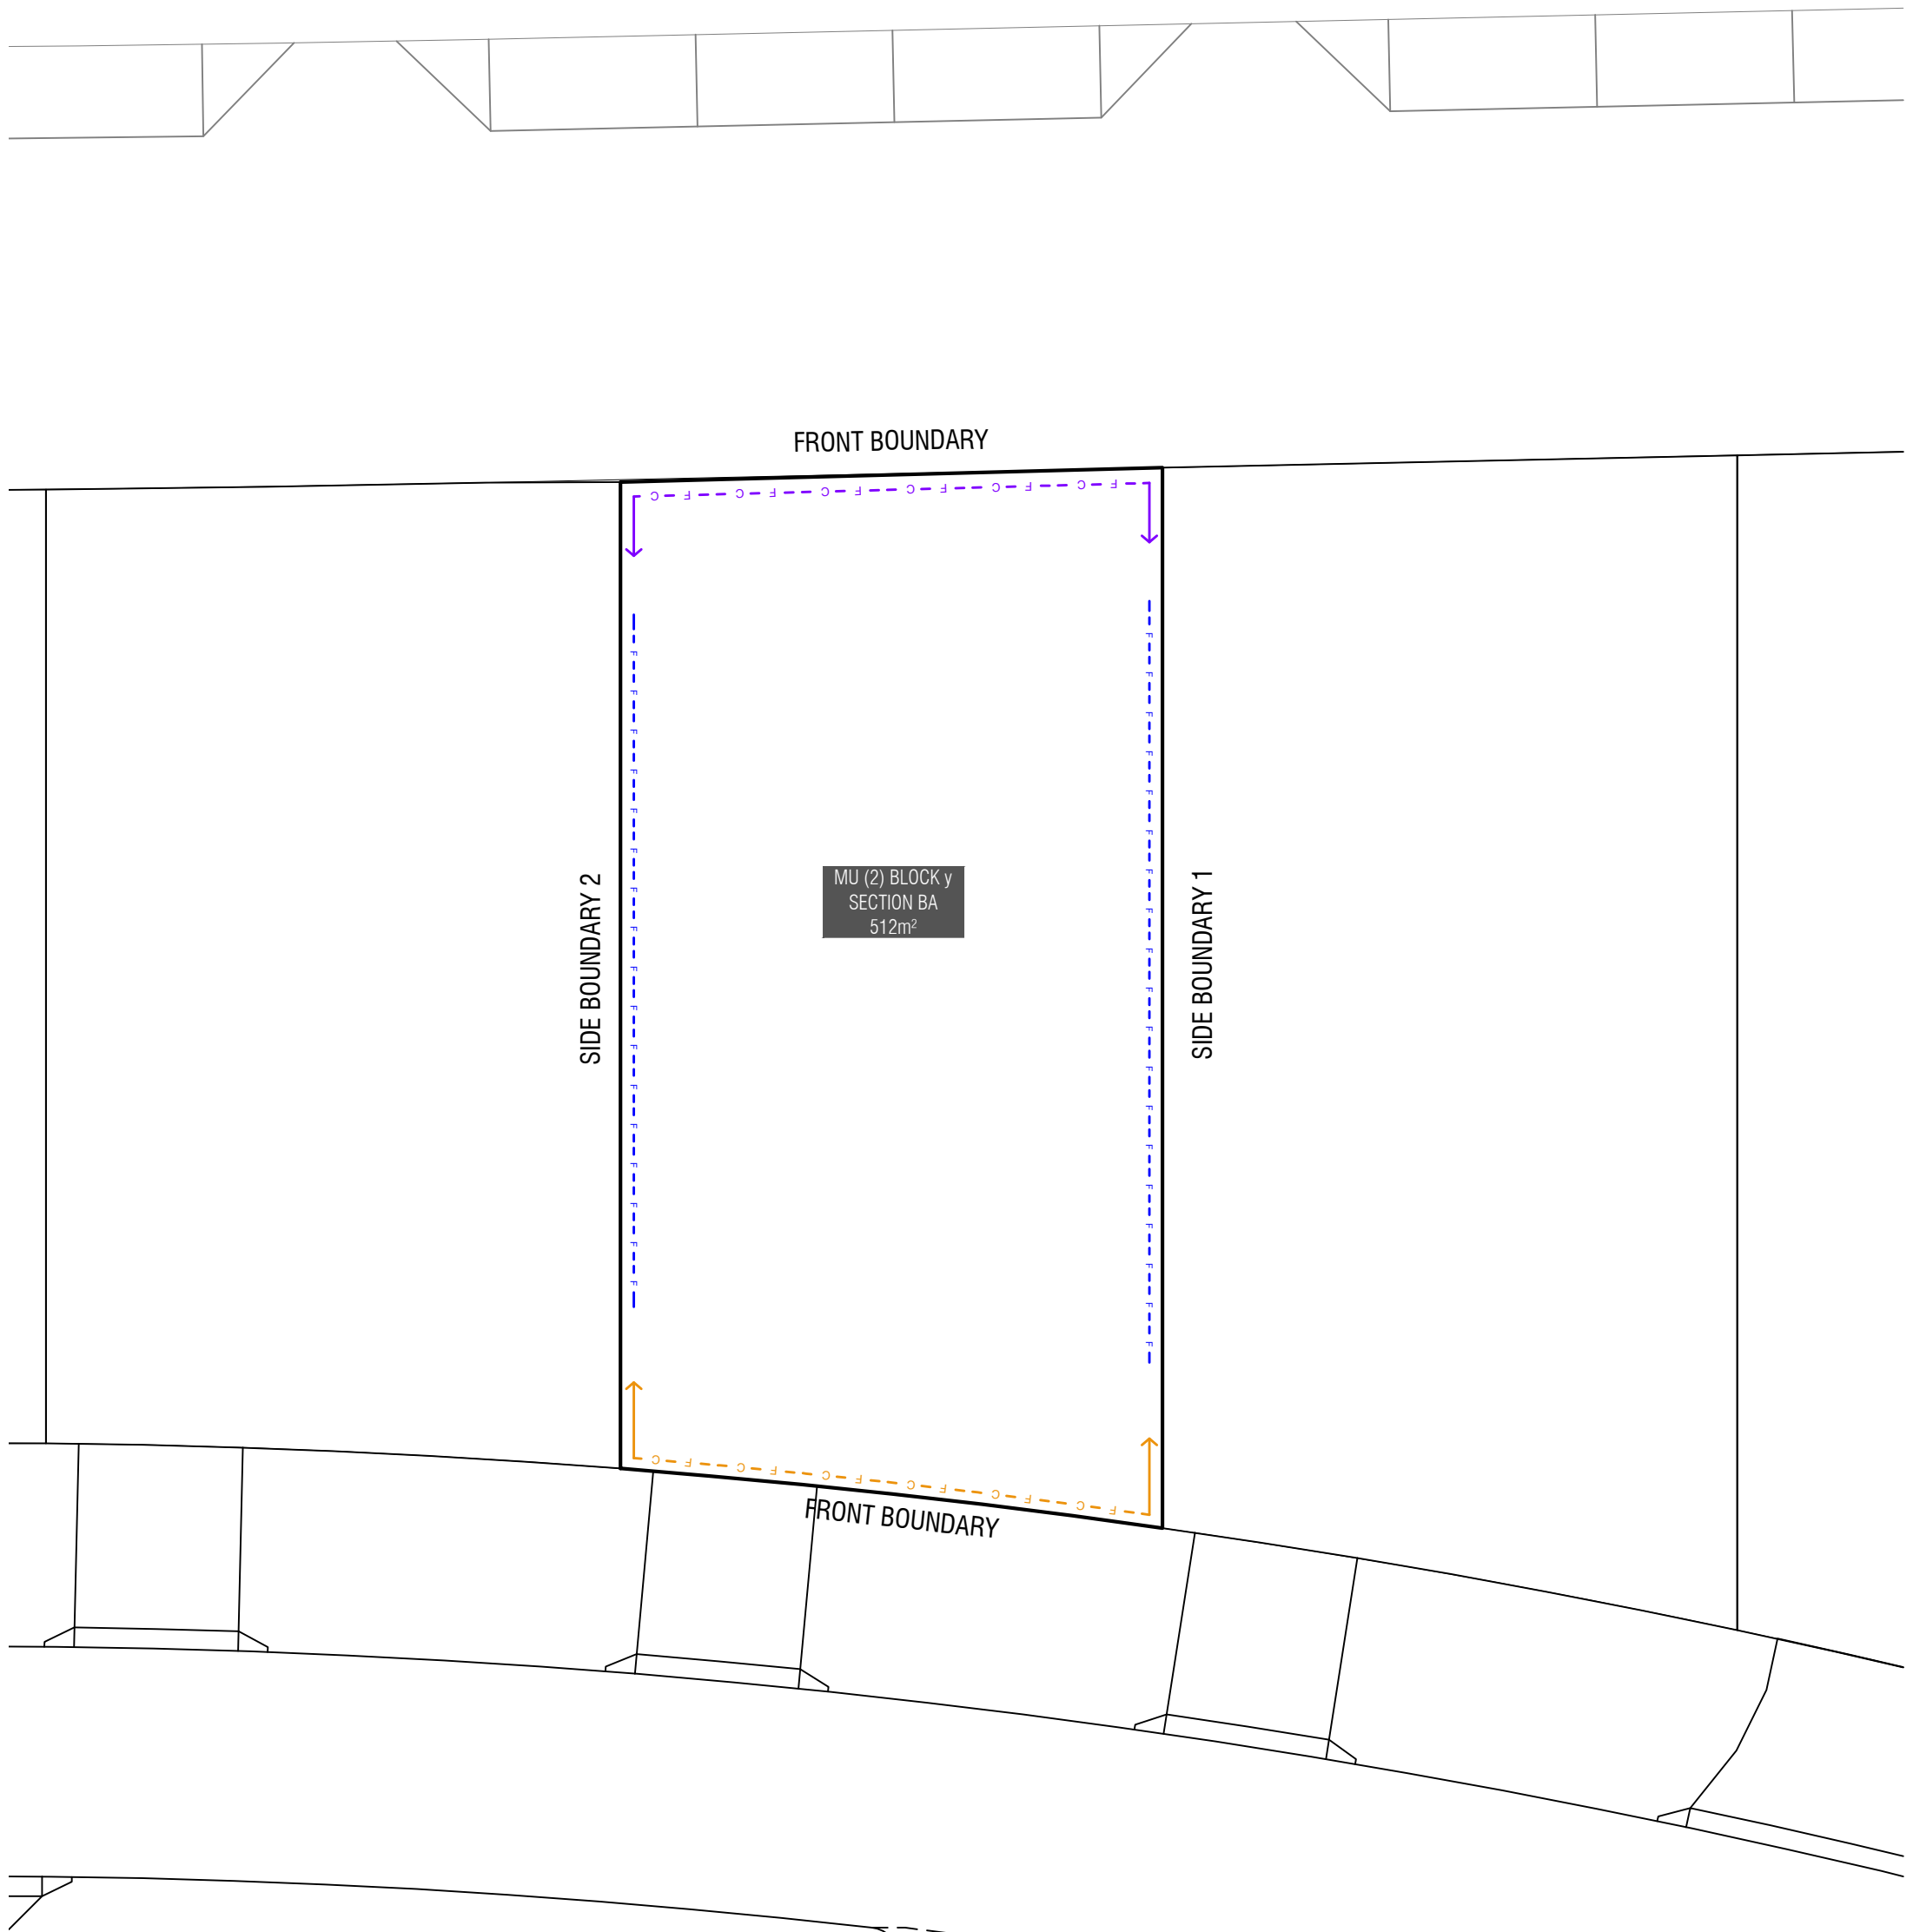 FRONT BOUNDARY
C F C F C F C F C F C F
SIDE BOUNDARY 2
MU (2) BLOCK y
SECTION BA
512m²
SIDE BOUNDARY 1
F F F F F F F F F F F F F F F F F
F F F F F F F F F F F F F F F F F F F
C F C F C F C F C F C F
FRONT BOUNDARY